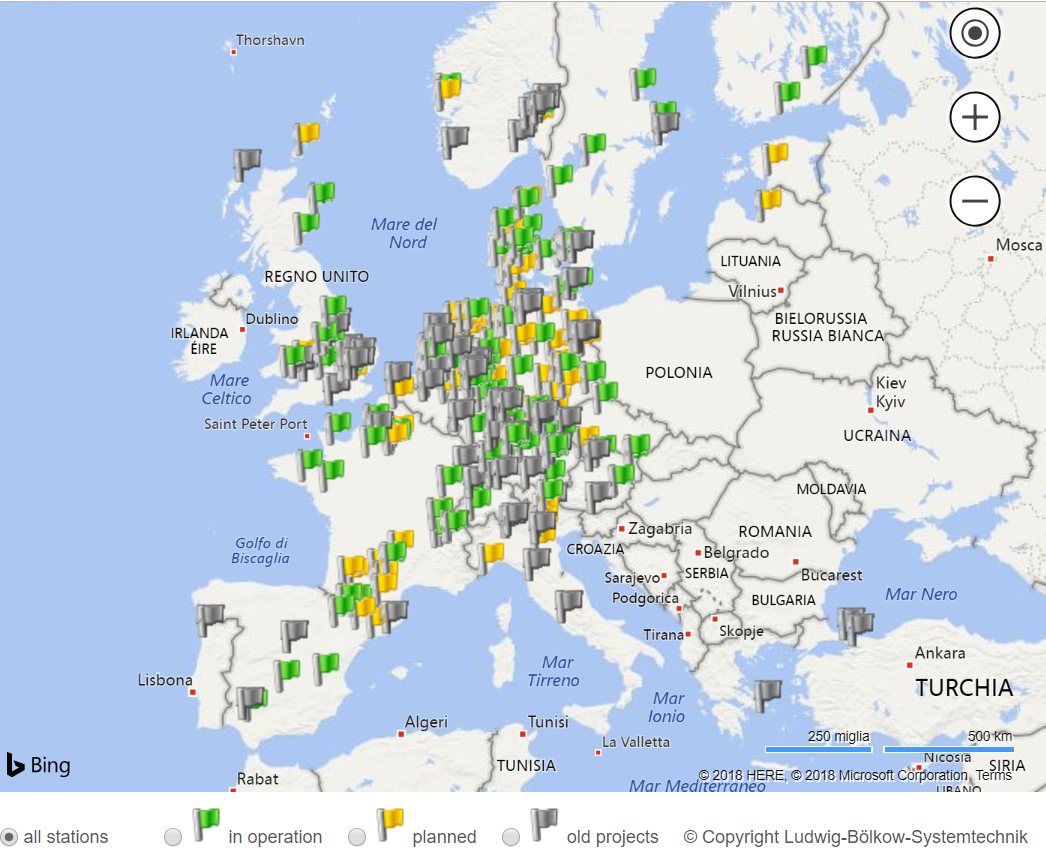 Thorshavn
Mare del
Nord
Mosca
REGNO UNITO
LITUANIA
Vilnius
Dublino
IRLANDA
ÉIRE
BIELORUSSIA
RUSSIA BIANCA
POLONIA
Mare
Celtico
Kiev
Kyiv
Saint Peter Port
UCRAINA
MOLDAVIA
Golfo di
Biscaglia
Zagabria
ROMANIA
CROAZIA
Belgrado
Sarajevo
SERBIA
Bucarest
Podgorica
BULGARIA
Mar Nero
Tirana
Skopje
Ankara
Mar
Tirreno
Lisbona
TURCHIA
Mar
Ionio
Algeri
Tunisi
La Valletta
250 miglia
500 km
Bing
TUNISIA
Nicosia
SIRIA
Rabat
Mar Mediterraneo
© 2018 HERE, © 2018 Microsoft Corporation Terms
LIBANO
all stations
in operation
planned
old projects
© Copyright Ludwig-Bölkow-Systemtechnik